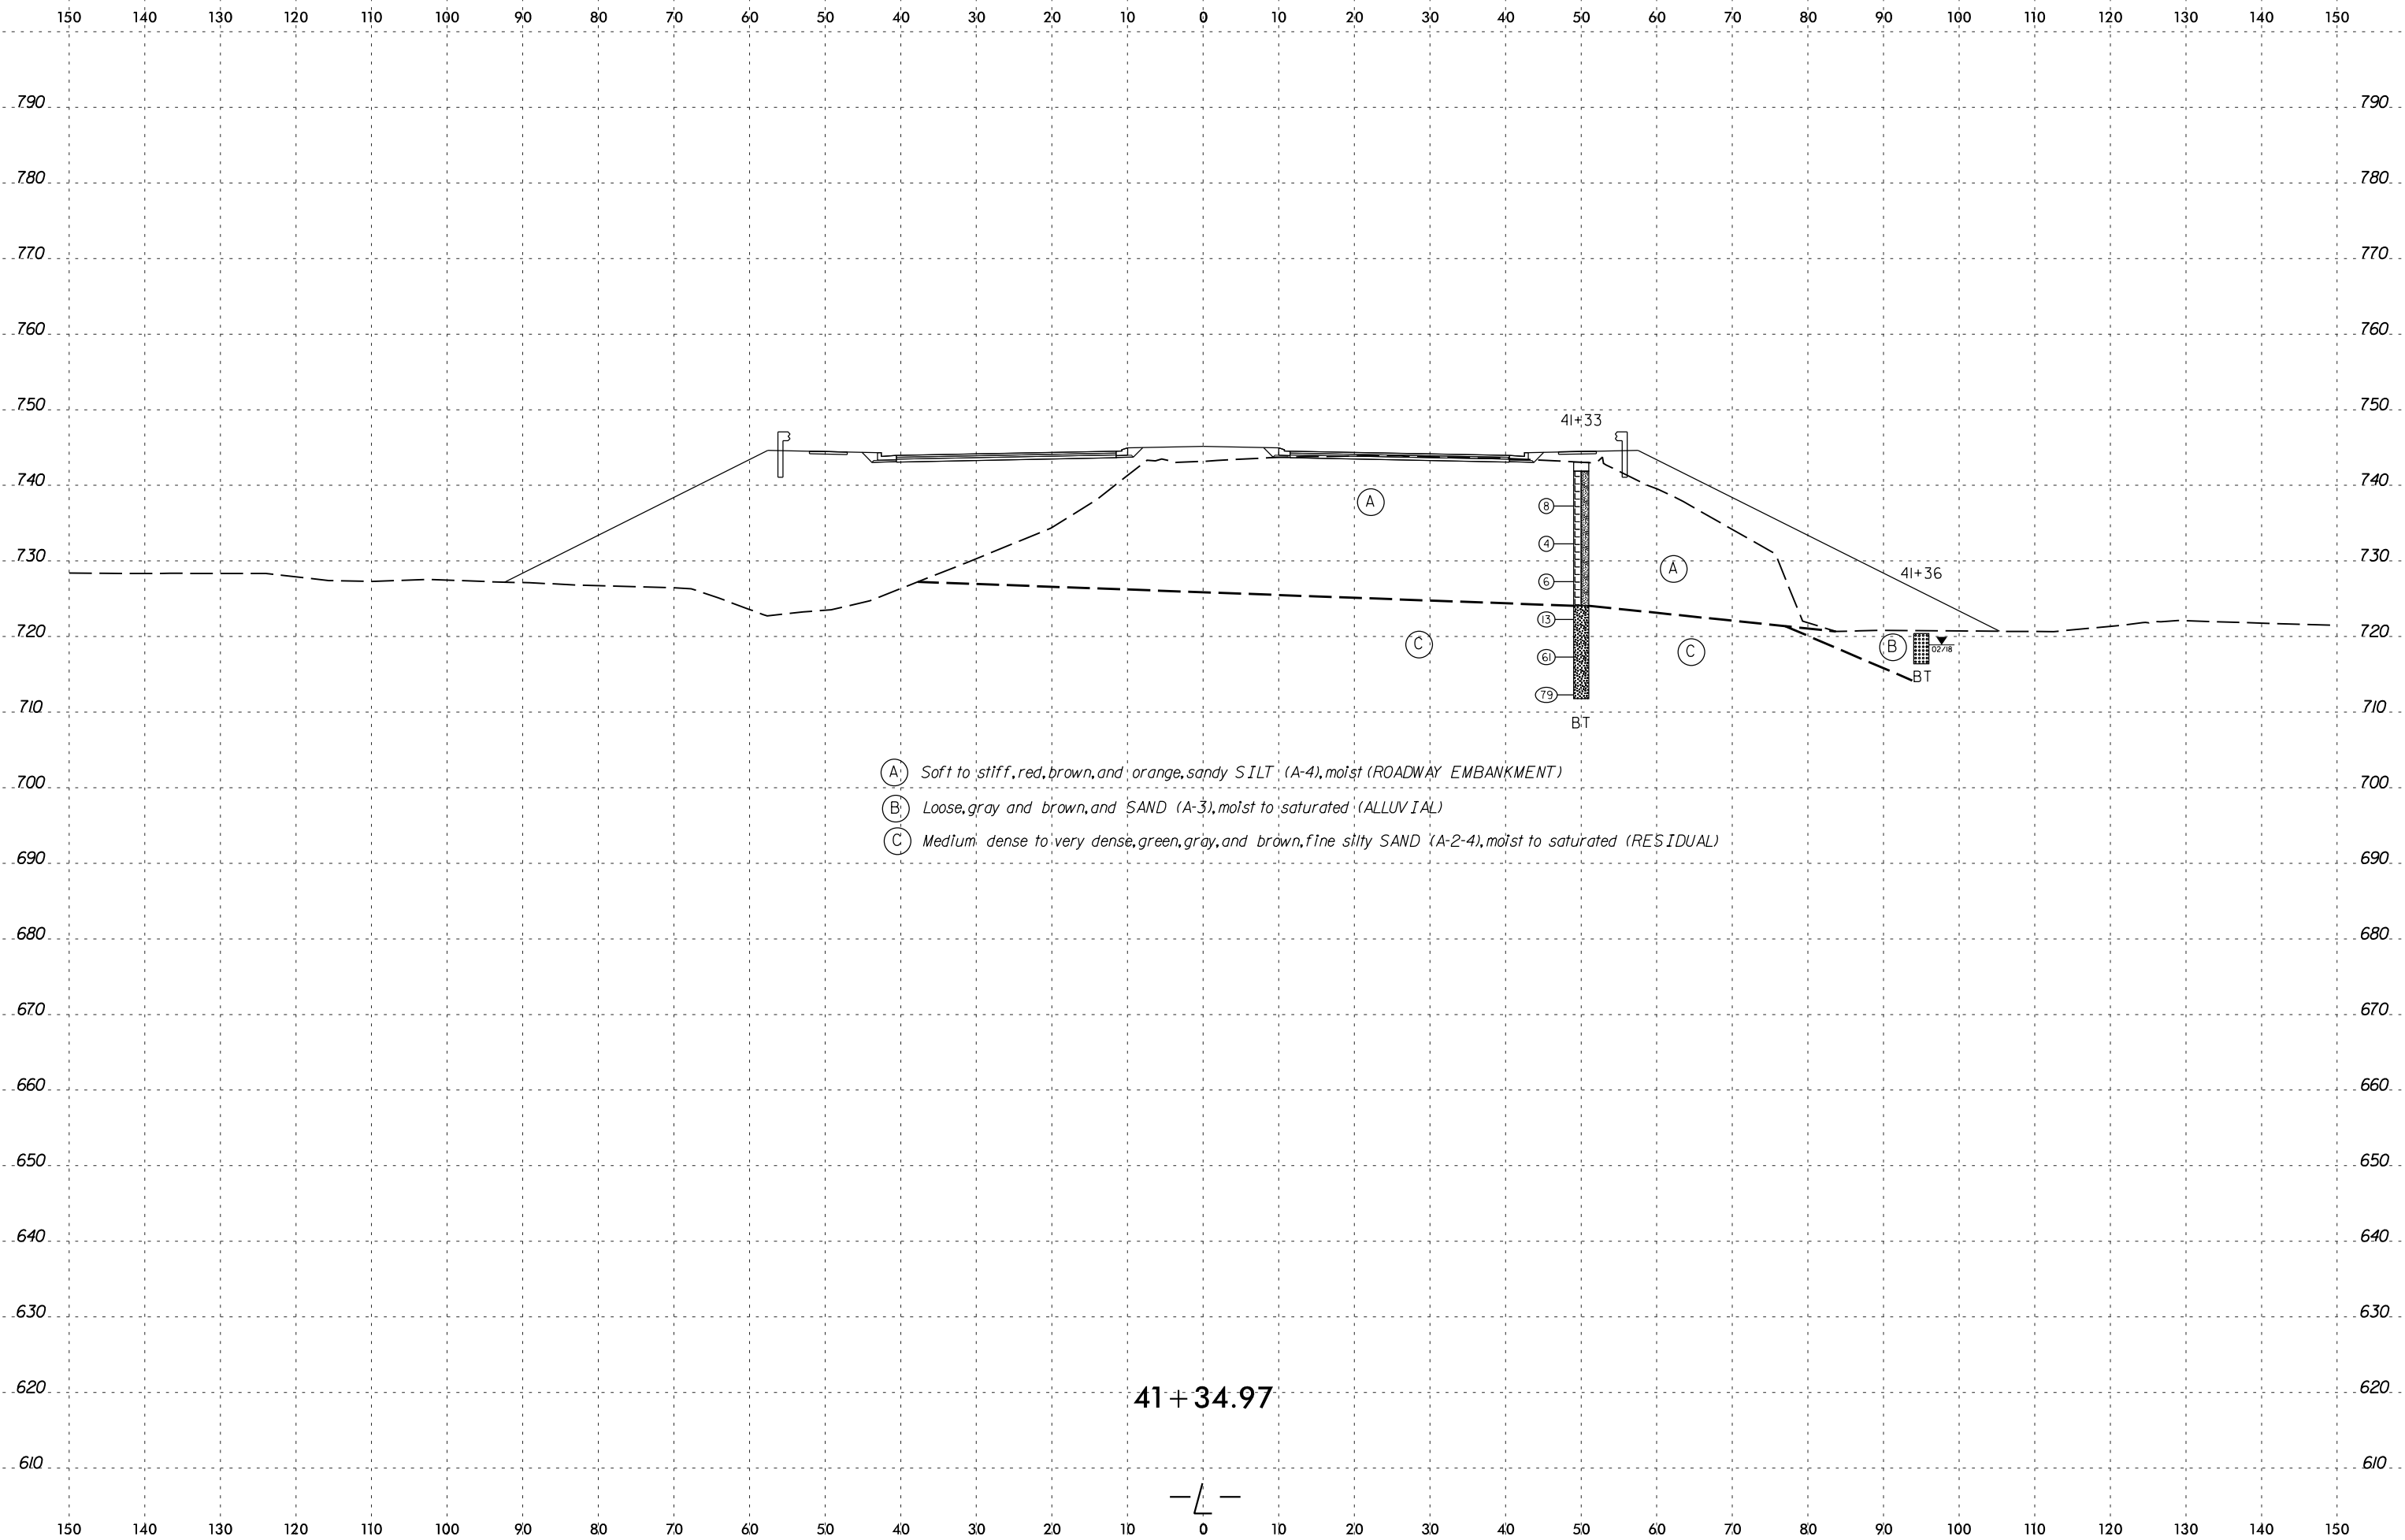 150 140 130 120 110 100 90 80 70 60 50 40 30 20 10 0 10 20 30 40 50 60 70 80 90 100 110 120 130 140 150
790 790
780 780
770 770
760 760
750 750
41+33
740 740
A
8
4
730 730
A
41+36
6
13
720 720
C
C
B
02/18
61
BT
79
710 710
BT
A Soft to stiff, red, brown, and orange, sandy SILT (A-4), moist (ROADWAY EMBANKMENT)
700 700
B Loose, gray and brown, and SAND (A-3), moist to saturated (ALLUVIAL)
C Medium dense to very dense, green, gray, and brown, fine silty SAND (A-2-4), moist to saturated (RESIDUAL)
690 690
680 680
670 670
660 660
650 650
640 640
630 630
620 620
41+34.97
610 610
-L-
150 140 130 120 110 100 90 80 70 60 50 40 30 20 10 0 10 20 30 40 50 60 70 80 90 100 110 120 130 140 150